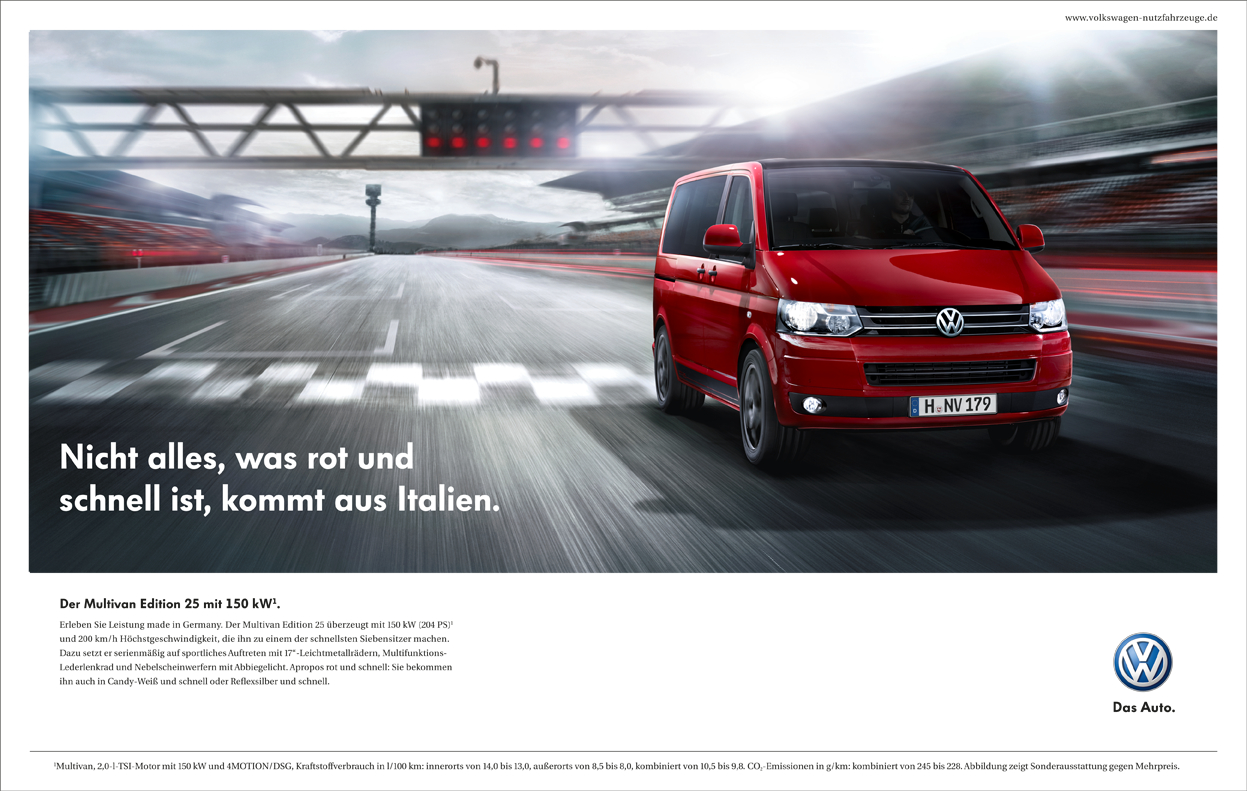 www.volkswagen-nutzfahrzeuge.de
H NV 179
Nicht alles, was rot und
schnell ist, kommt aus Italien.
Der Multivan Edition 25 mit 150 kW¹.
Erleben Sie Leistung made in Germany. Der Multivan Edition 25 überzeugt mit 150 kW (204 PS)¹
und 200 km/h Höchstgeschwindigkeit, die ihn zu einem der schnellsten Siebensitzer machen.
Dazu setzt er serienmäßig auf sportliches Auftreten mit 17"-Leichtmetallrädern, Multifunktions-
Lederlenkrad und Nebelscheinwerfern mit Abbiegelicht. Apropos rot und schnell: Sie bekommen
ihn auch in Candy-Weiß und schnell oder Reflexsilber und schnell.
Das Auto.
¹Multivan, 2,0-l-TSI-Motor mit 150 kW und 4MOTION/DSG, Kraftstoffverbrauch in l/100 km: innerorts von 14,0 bis 13,0, außerorts von 8,5 bis 8,0, kombiniert von 10,5 bis 9,8. CO₂-Emissionen in g/km: kombiniert von 245 bis 228. Abbildung zeigt Sonderausstattung gegen Mehrpreis.